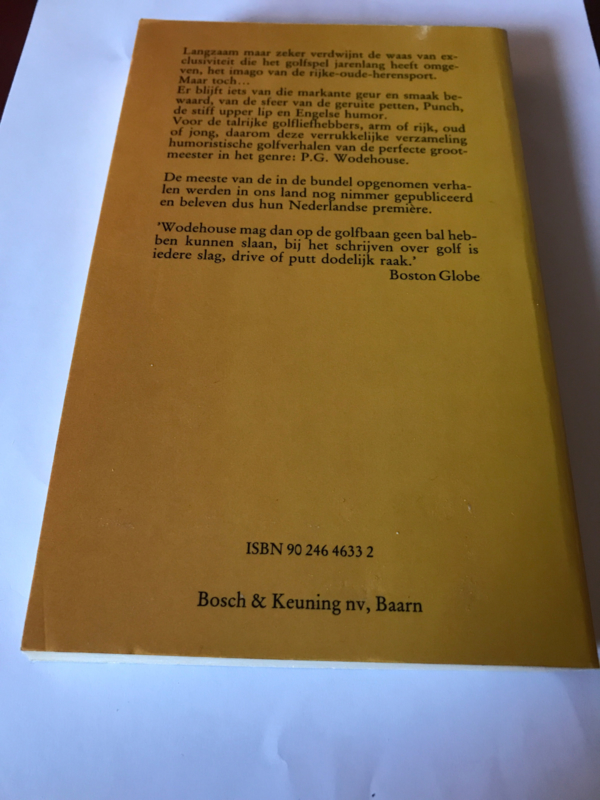 Langzaam maar zeker verdwijnt de waas van ex-
clusiviteit die het golfspel jarenlang heeft omge-
ven, het imago van de rijke-oude-herensport.
Maar toch...
Er blijft iets van die markante geur en smaak be-
waard, van de sfeer van de geruite petten, Punch,
de stiff upper lip en Engelse humor.
Voor de talrijke golfliefhebbers, arm of rijk, oud
of jong, daarom deze verrukkelijke verzameling
humoristische golfverhalen van de perfecte groot-
meester in het genre: P.G. Wodehouse.
De meeste van de in de bundel opgenomen verha-
len werden in ons land nog nimmer gepubliceerd
en beleven dus hun Nederlandse première.
'Wodehouse mag dan op de golfbaan geen bal heb-
ben kunnen slaan, bij het schrijven over golf is
iedere slag, drive of putt dodelijk raak.'
Boston Globe
ISBN 90 246 4633 2
Bosch & Keuning nv, Baarn